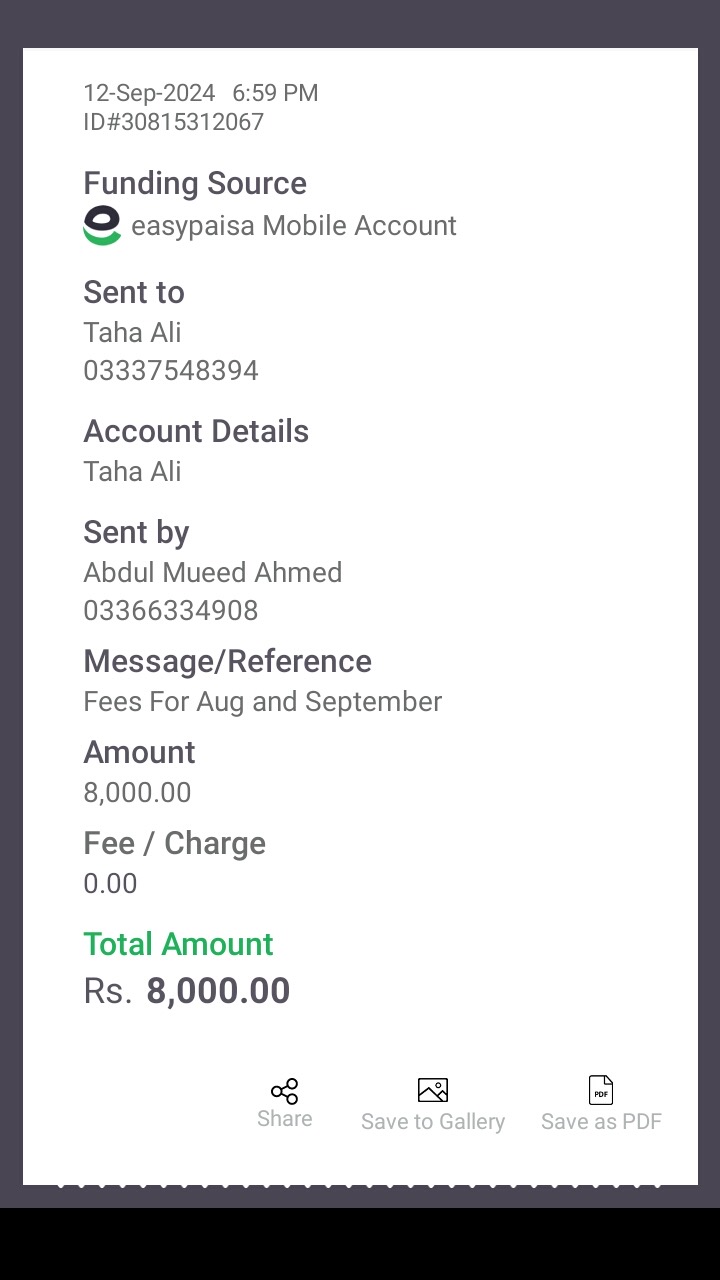 12-Sep-2024 6:59 PM
ID#30815312067
Funding Source
easypaisa Mobile Account
Sent to
Taha Ali
03337548394
Account Details
Taha Ali
Sent by
Abdul Mueed Ahmed
03366334908
Message/Reference
Fees For Aug and September
Amount
8,000.00
Fee / Charge
0.00
Total Amount
Rs. 8,000.00
PDF
Share
Save to Gallery
Save as PDF